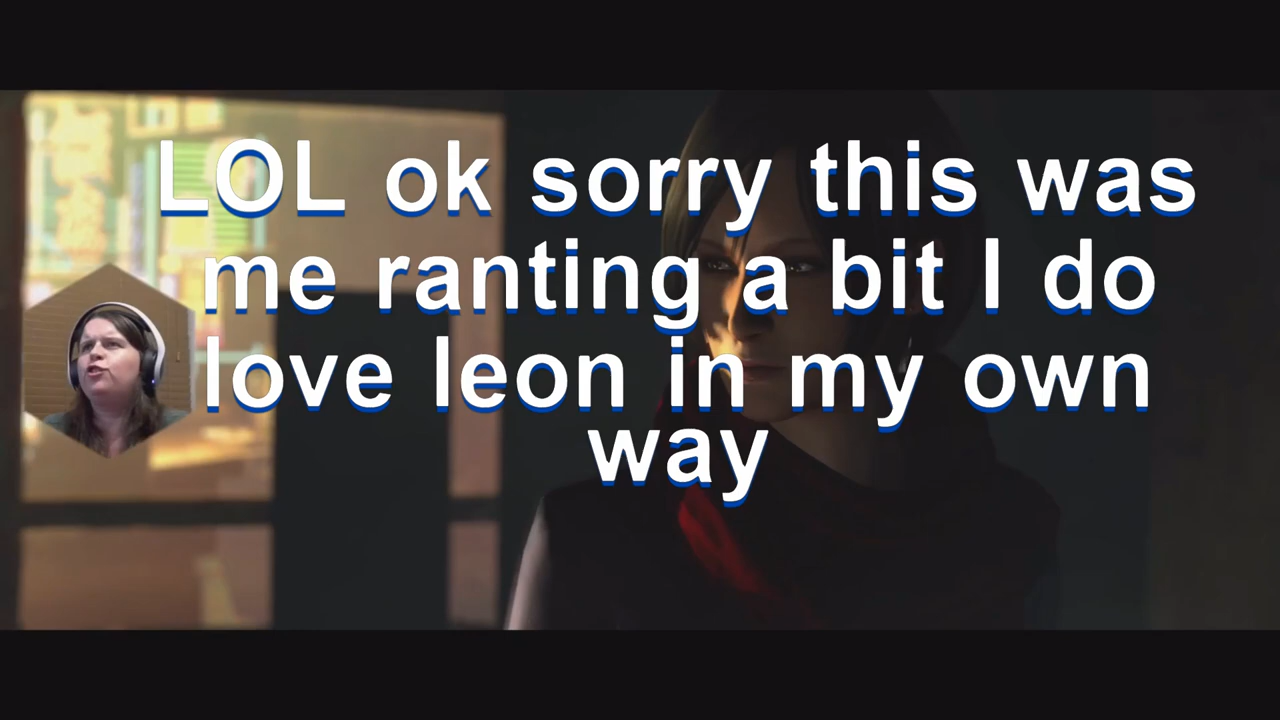 LOL ok sorry this was
me ranting a bit I do
love leon in my own
way